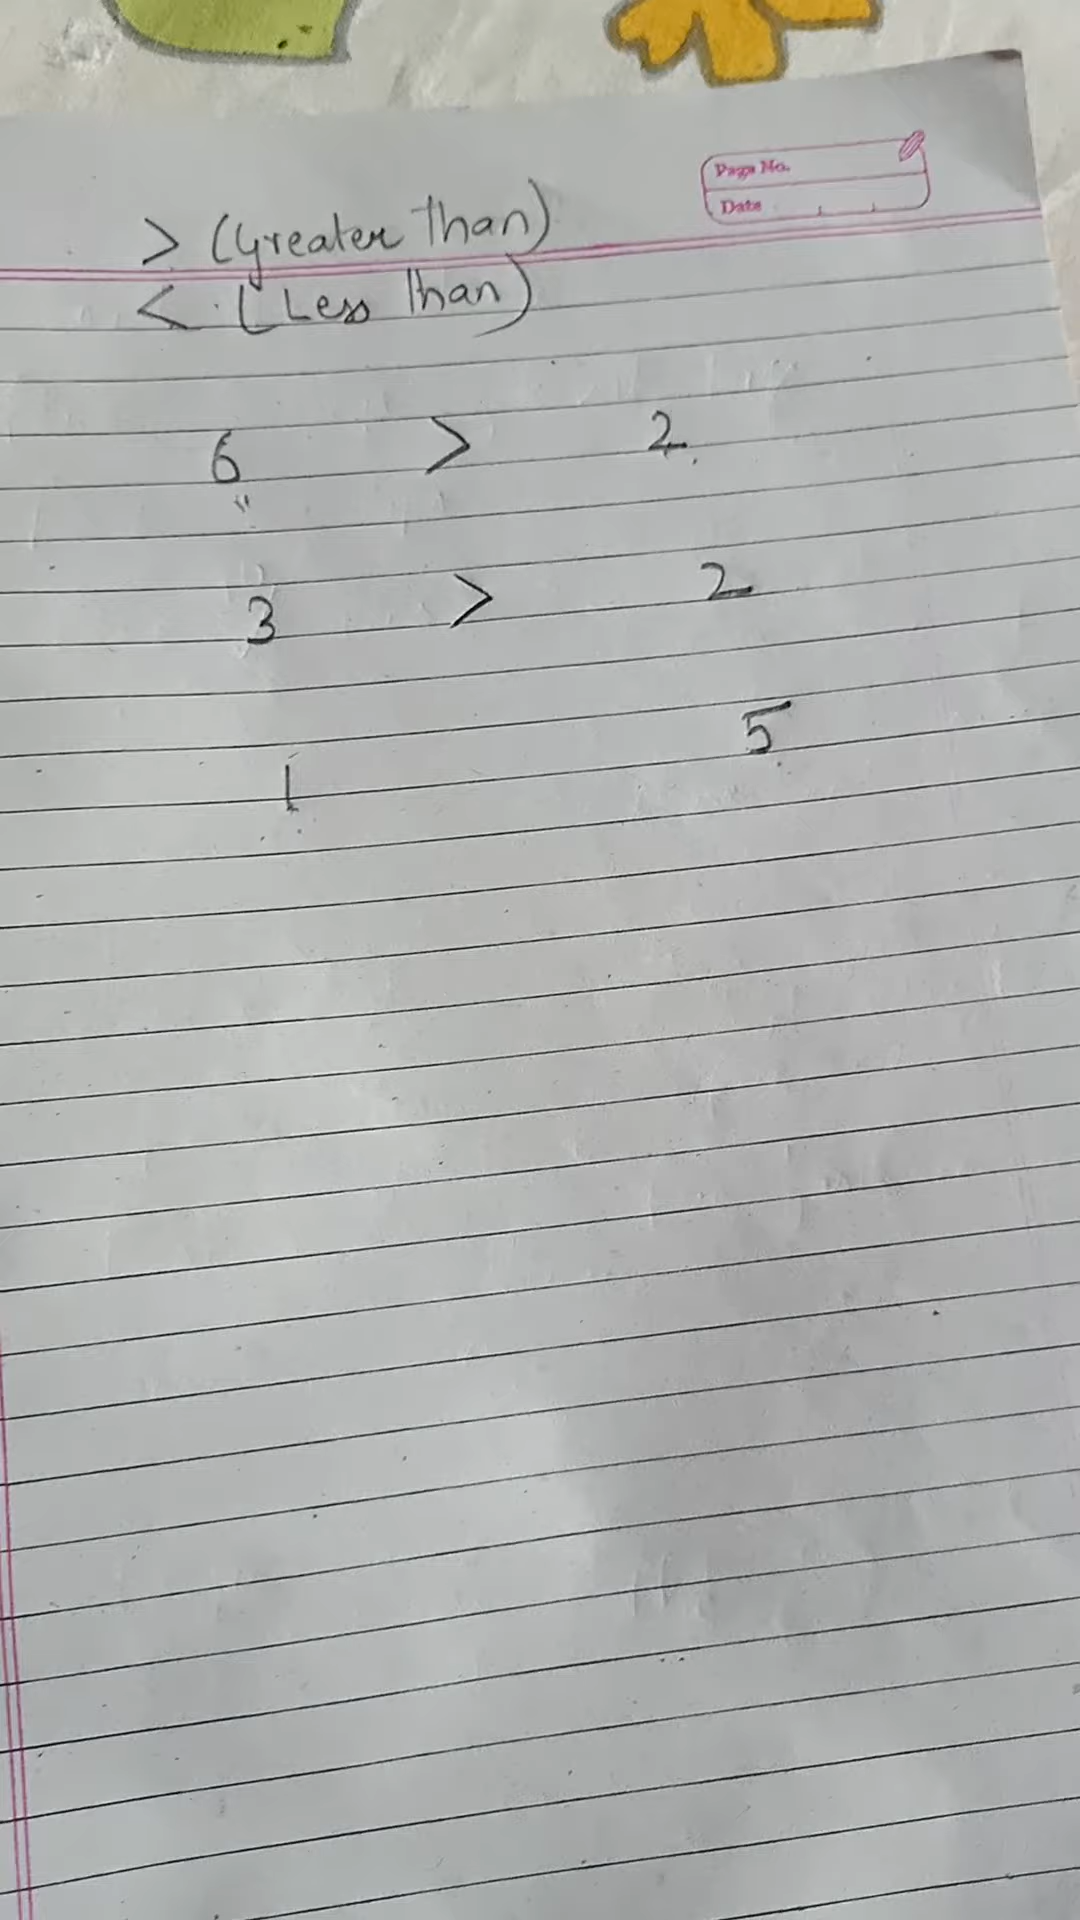 Page No.
Date
> (Greater than)
< (Less than)
6 > 2
3 > 2
1 5